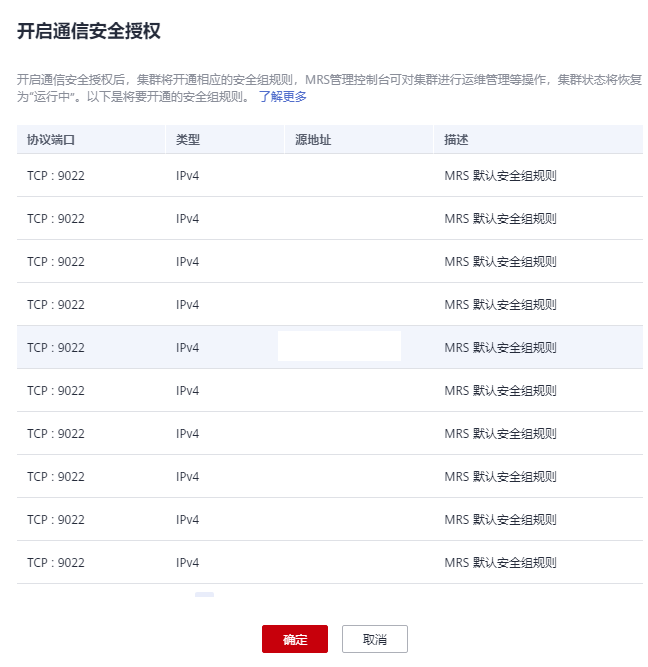 开启通信安全授权
开启通信安全授权后，集群将开通相应的安全组规则，MRS管理控制台可对集群进行运维管理等操作，集群状态将恢复
为“运行中”。以下是将要开通的安全组规则。 了解更多
协议端口 类型 源地址 描述
TCP : 9022 IPv4 MRS 默认安全组规则
TCP : 9022 IPv4 MRS 默认安全组规则
TCP : 9022 IPv4 MRS 默认安全组规则
TCP : 9022 IPv4 MRS 默认安全组规则
TCP : 9022 IPv4 MRS 默认安全组规则
TCP : 9022 IPv4 MRS 默认安全组规则
TCP : 9022 IPv4 MRS 默认安全组规则
TCP : 9022 IPv4 MRS 默认安全组规则
TCP : 9022 IPv4 MRS 默认安全组规则
TCP : 9022 IPv4 MRS 默认安全组规则
确定 取消